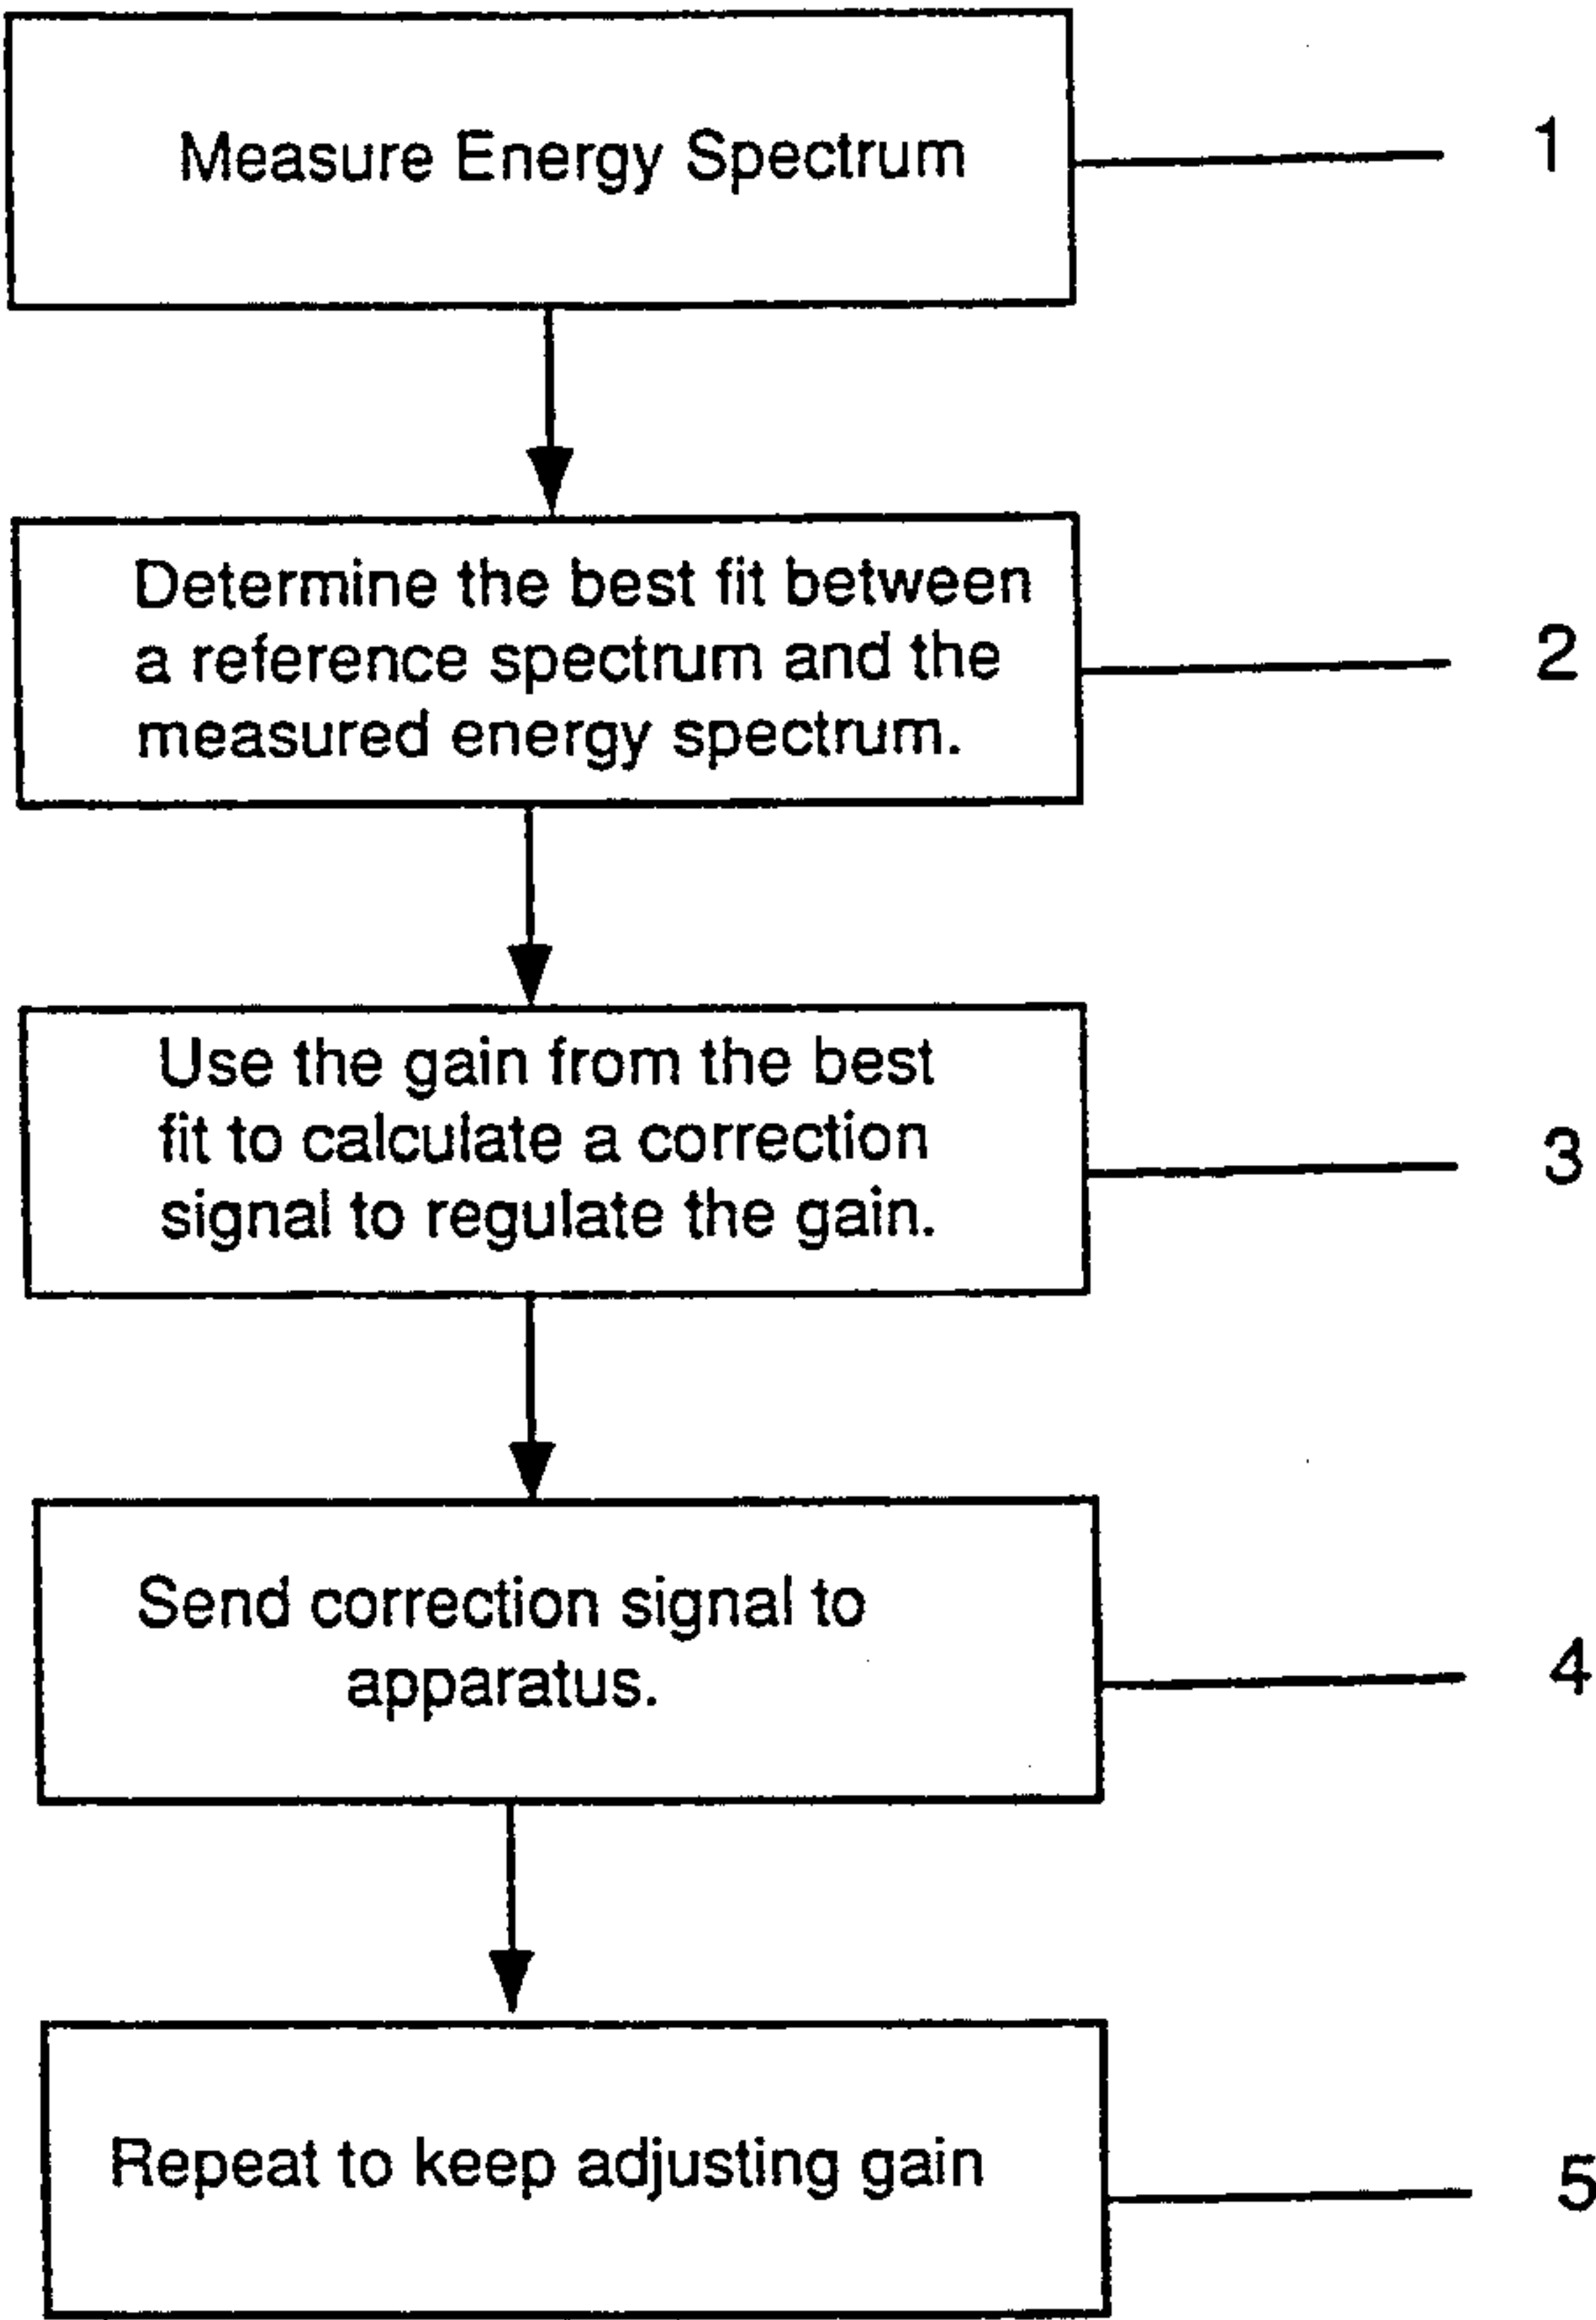 Measure Energy Spectrum
1
Determine the best fit between
a reference spectrum and the
measured energy spectrum.
2
Use the gain from the best
fit to calculate a correction
signal to regulate the gain.
3
Send correction signal to
apparatus.
4
Repeat to keep adjusting gain
5